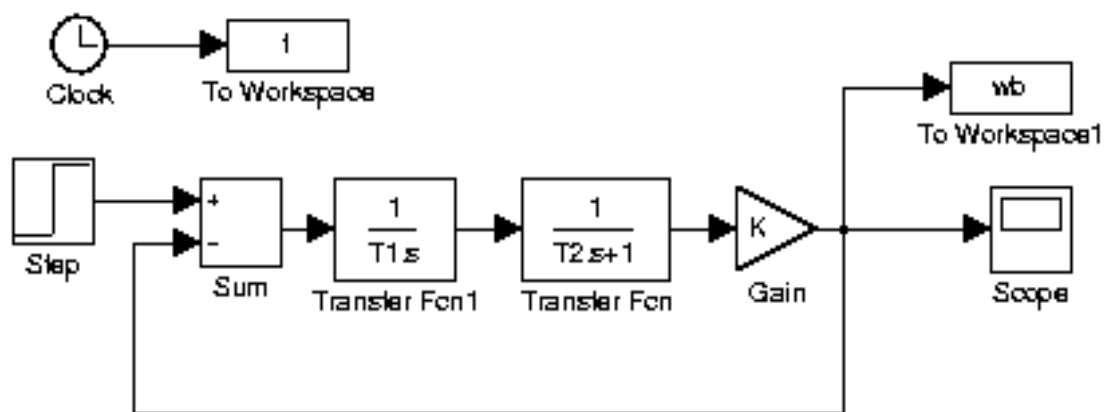 t
Clock
To Workspace
wb
To Workspace1
Step
+
−
Sum
1
T1.s
Transfer Fcn1
1
T2.s+1
Transfer Fcn
K
Gain
Scope